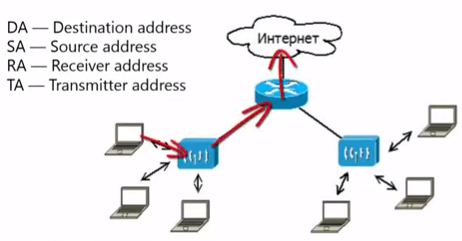 DA — Destination address
SA — Source address
RA — Receiver address
TA — Transmitter address
Интернет